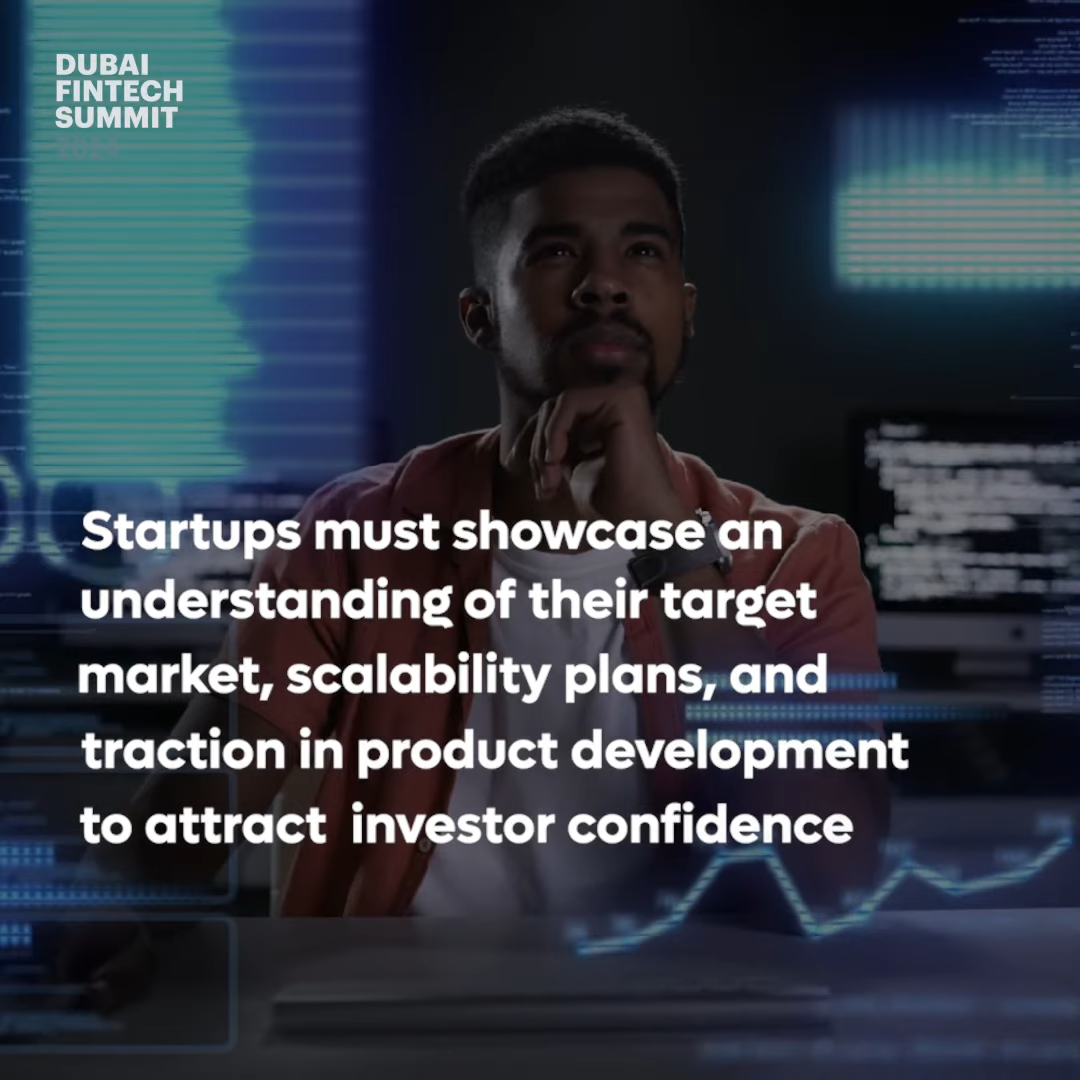 DUBAI
FINTECH
SUMMIT
Startups must showcase an
understanding of their target
market, scalability plans, and
traction in product development
to attract  investor confidence